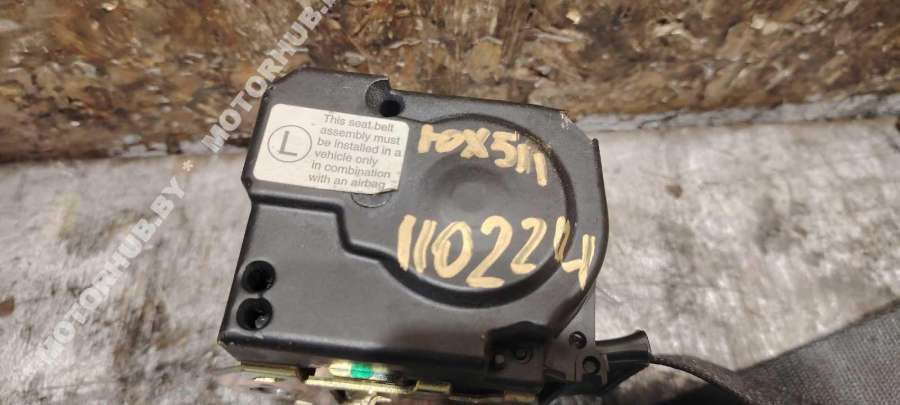 MOTORHUB.BY * MOTORHUB.BY
L
This seat belt
assembly must
be installed in a
vehicle only
in combination
with an airbag
110224